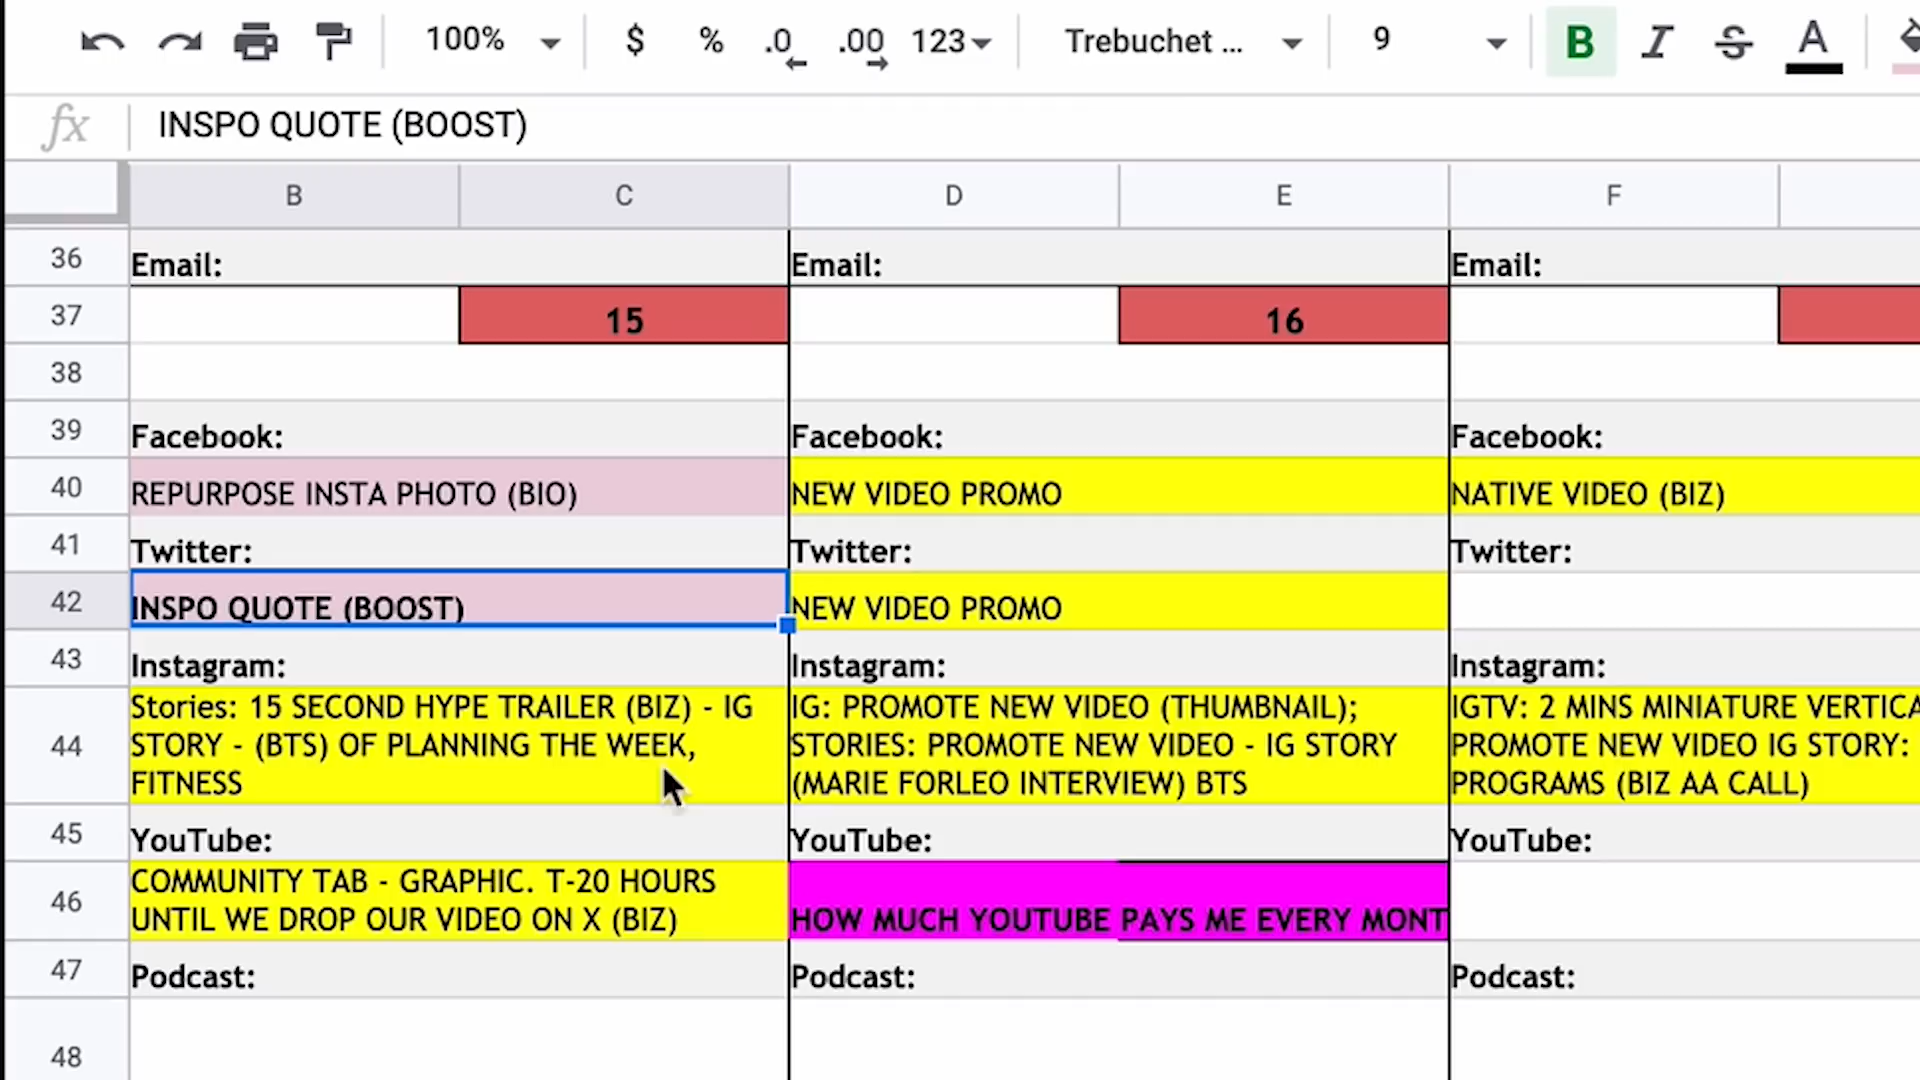 100% $ % .0 .00 123 Trebuchet ... 9 B I S A
fx INSPO QUOTE (BOOST)
B C D E F
36 Email: Email: Email:
37 15 16
38
39 Facebook: Facebook: Facebook:
40 REPURPOSE INSTA PHOTO (BIO) NEW VIDEO PROMO NATIVE VIDEO (BIZ)
41 Twitter: Twitter: Twitter:
42 INSPO QUOTE (BOOST) NEW VIDEO PROMO
43 Instagram: Instagram: Instagram:
Stories: 15 SECOND HYPE TRAILER (BIZ) - IG IG: PROMOTE NEW VIDEO (THUMBNAIL); IGTV: 2 MINS MINIATURE VERTICA
44 STORY - (BTS) OF PLANNING THE WEEK, STORIES: PROMOTE NEW VIDEO - IG STORY PROMOTE NEW VIDEO IG STORY:
FITNESS (MARIE FORLEO INTERVIEW) BTS PROGRAMS (BIZ AA CALL)
45 YouTube: YouTube: YouTube:
COMMUNITY TAB - GRAPHIC. T-20 HOURS
46 UNTIL WE DROP OUR VIDEO ON X (BIZ) HOW MUCH YOUTUBE PAYS ME EVERY MONT
47 Podcast: Podcast: Podcast:
48